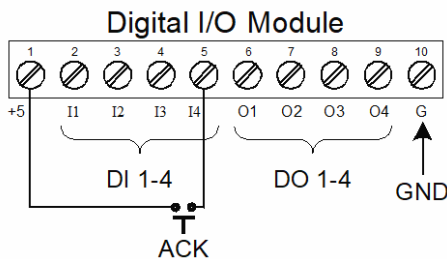 Digital I/O Module
1 2 3 4 5 6 7 8 9 10
+5 I1 I2 I3 I4 O1 O2 O3 O4 G
DI 1-4 DO 1-4
GND
ACK